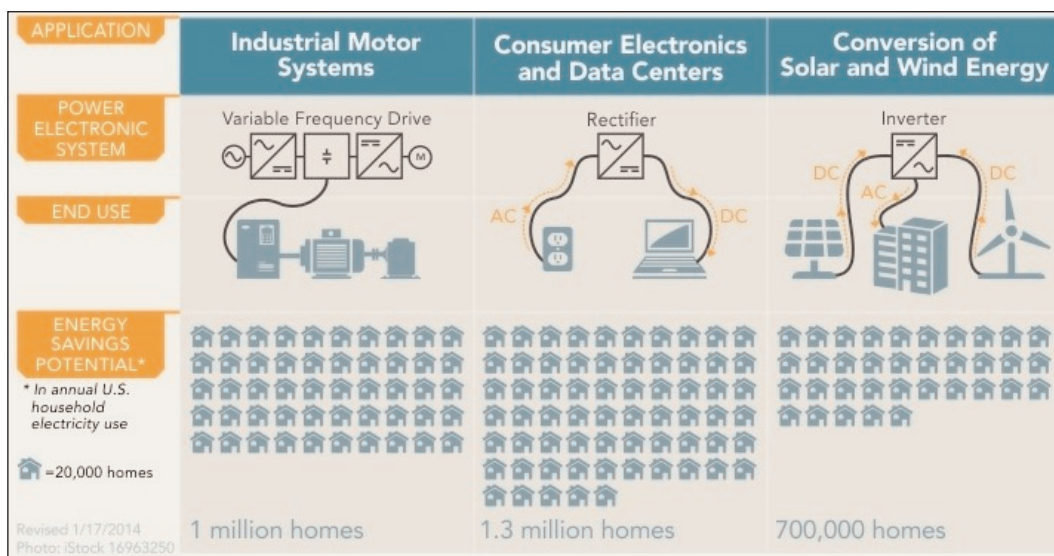 APPLICATION
Industrial Motor
Systems
Consumer Electronics
and Data Centers
Conversion of
Solar and Wind Energy
POWER
ELECTRONIC
SYSTEM
Variable Frequency Drive
M
Rectifier
Inverter
END USE
AC
DC
DC
AC
DC
ENERGY
SAVINGS
POTENTIAL*
* In annual U.S.
household
electricity use
=20,000 homes
1 million homes
1.3 million homes
700,000 homes
Revised 1/17/2014
Photo: iStock 16963250